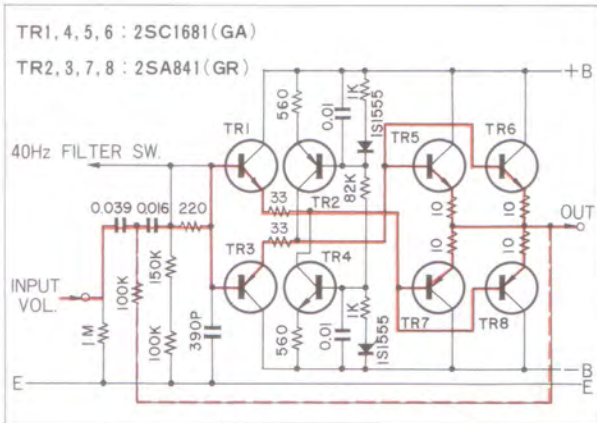 TR1,4,5,6 : 2SC1681(GA)
TR2,3,7,8 : 2SA841(GR)
+B
560
0.01
1K
1S1555
TR1
TR5
TR6
40Hz FILTER SW.
TR2
82K
0.039
0.016
220
33
33
10
10
OUT
10
10
TR3
TR4
INPUT
VOL.
100K
150K
1M
100K
390P
560
0.01
1K
1S1555
TR7
TR8
-B
E
E